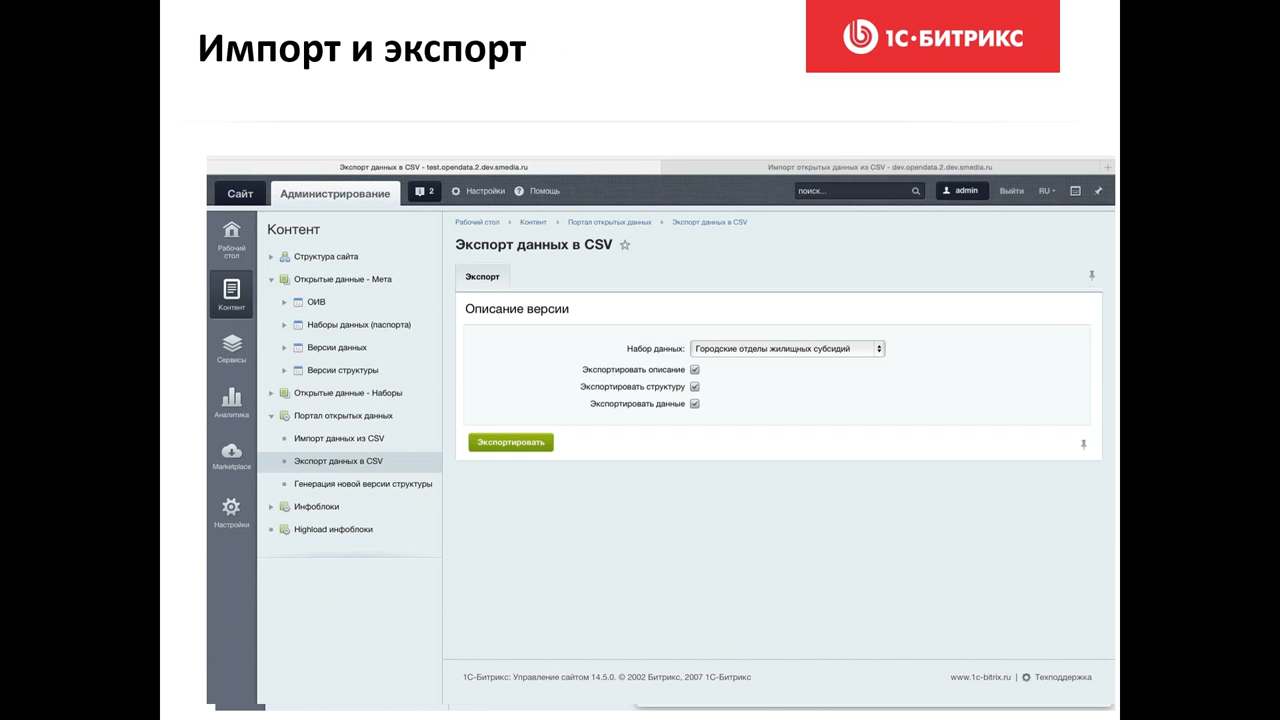 Импорт и экспорт
1С·БИТРИКС
Экспорт данных в CSV - test.opendata.2.dev.smedia.ru
Импорт открытых данных из CSV - dev.opendata.2.dev.smedia.ru
Сайт
Администрирование
2
Настройки
Помощь
поиск...
admin
Выйти
RU
Рабочий стол
Контент
Сервисы
Аналитика
Marketplace
Настройки
Контент
Структура сайта
Открытые данные - Мета
ОИВ
Наборы данных (паспорта)
Версии данных
Версии структуры
Открытые данные - Наборы
Портал открытых данных
Импорт данных из CSV
Экспорт данных в CSV
Генерация новой версии структуры
Инфоблоки
Highload инфоблоки
Рабочий стол Контент Портал открытых данных Экспорт данных в CSV
Экспорт данных в CSV
Экспорт
Описание версии
Набор данных: Городские отделы жилищных субсидий
Экспортировать описание
Экспортировать структуру
Экспортировать данные
Экспортировать
1С-Битрикс: Управление сайтом 14.5.0. © 2002 Битрикс, 2007 1С-Битрикс
www.1c-bitrix.ru | Техподдержка